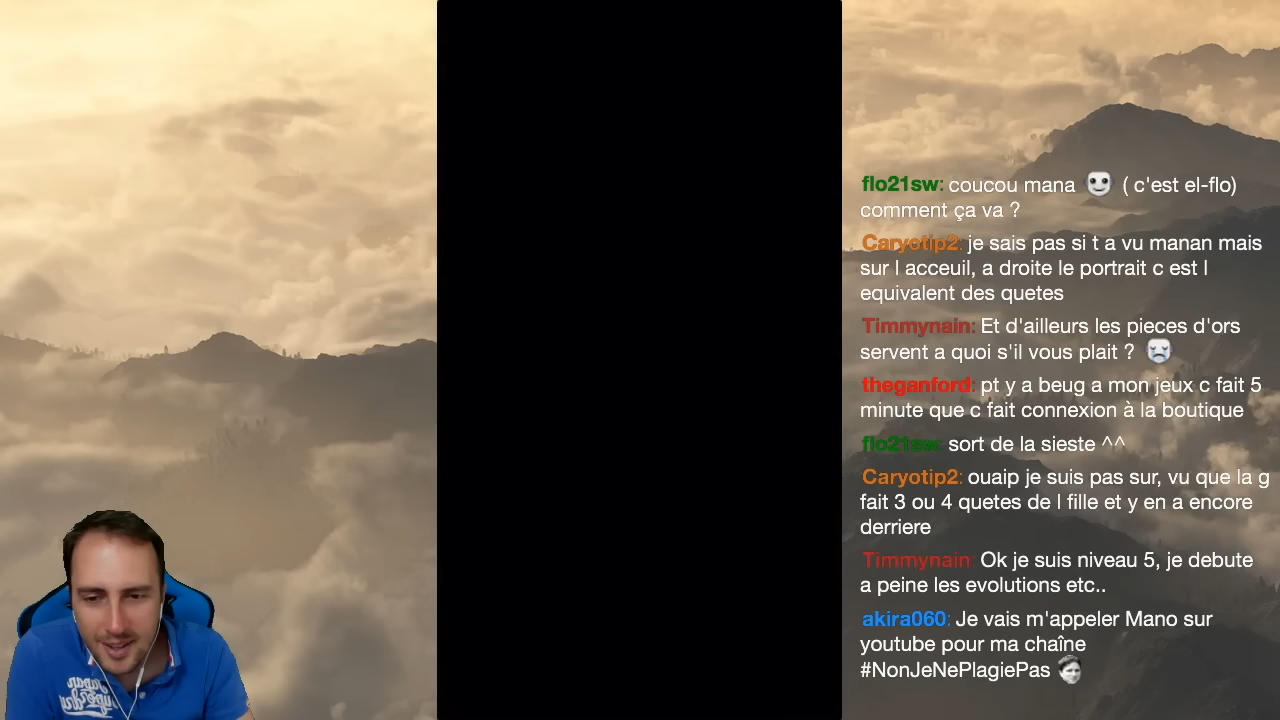 flo21sw: coucou mana ( c'est el-flo)
comment ça va ?
Caryotip2: je sais pas si t a vu manan mais
sur l acceuil, a droite le portrait c est l
equivalent des quetes
Timmynain: Et d'ailleurs les pieces d'ors
servent a quoi s'il vous plait ?
theganford: pt y a beug a mon jeux c fait 5
minute que c fait connexion à la boutique
flo21sw: sort de la sieste ^^
Caryotip2: ouaip je suis pas sur, vu que la g
fait 3 ou 4 quetes de l fille et y en a encore
derriere
Timmynain: Ok je suis niveau 5, je debute
a peine les evolutions etc..
akira060: Je vais m'appeler Mano sur
youtube pour ma chaîne
#NonJeNePlagiePas